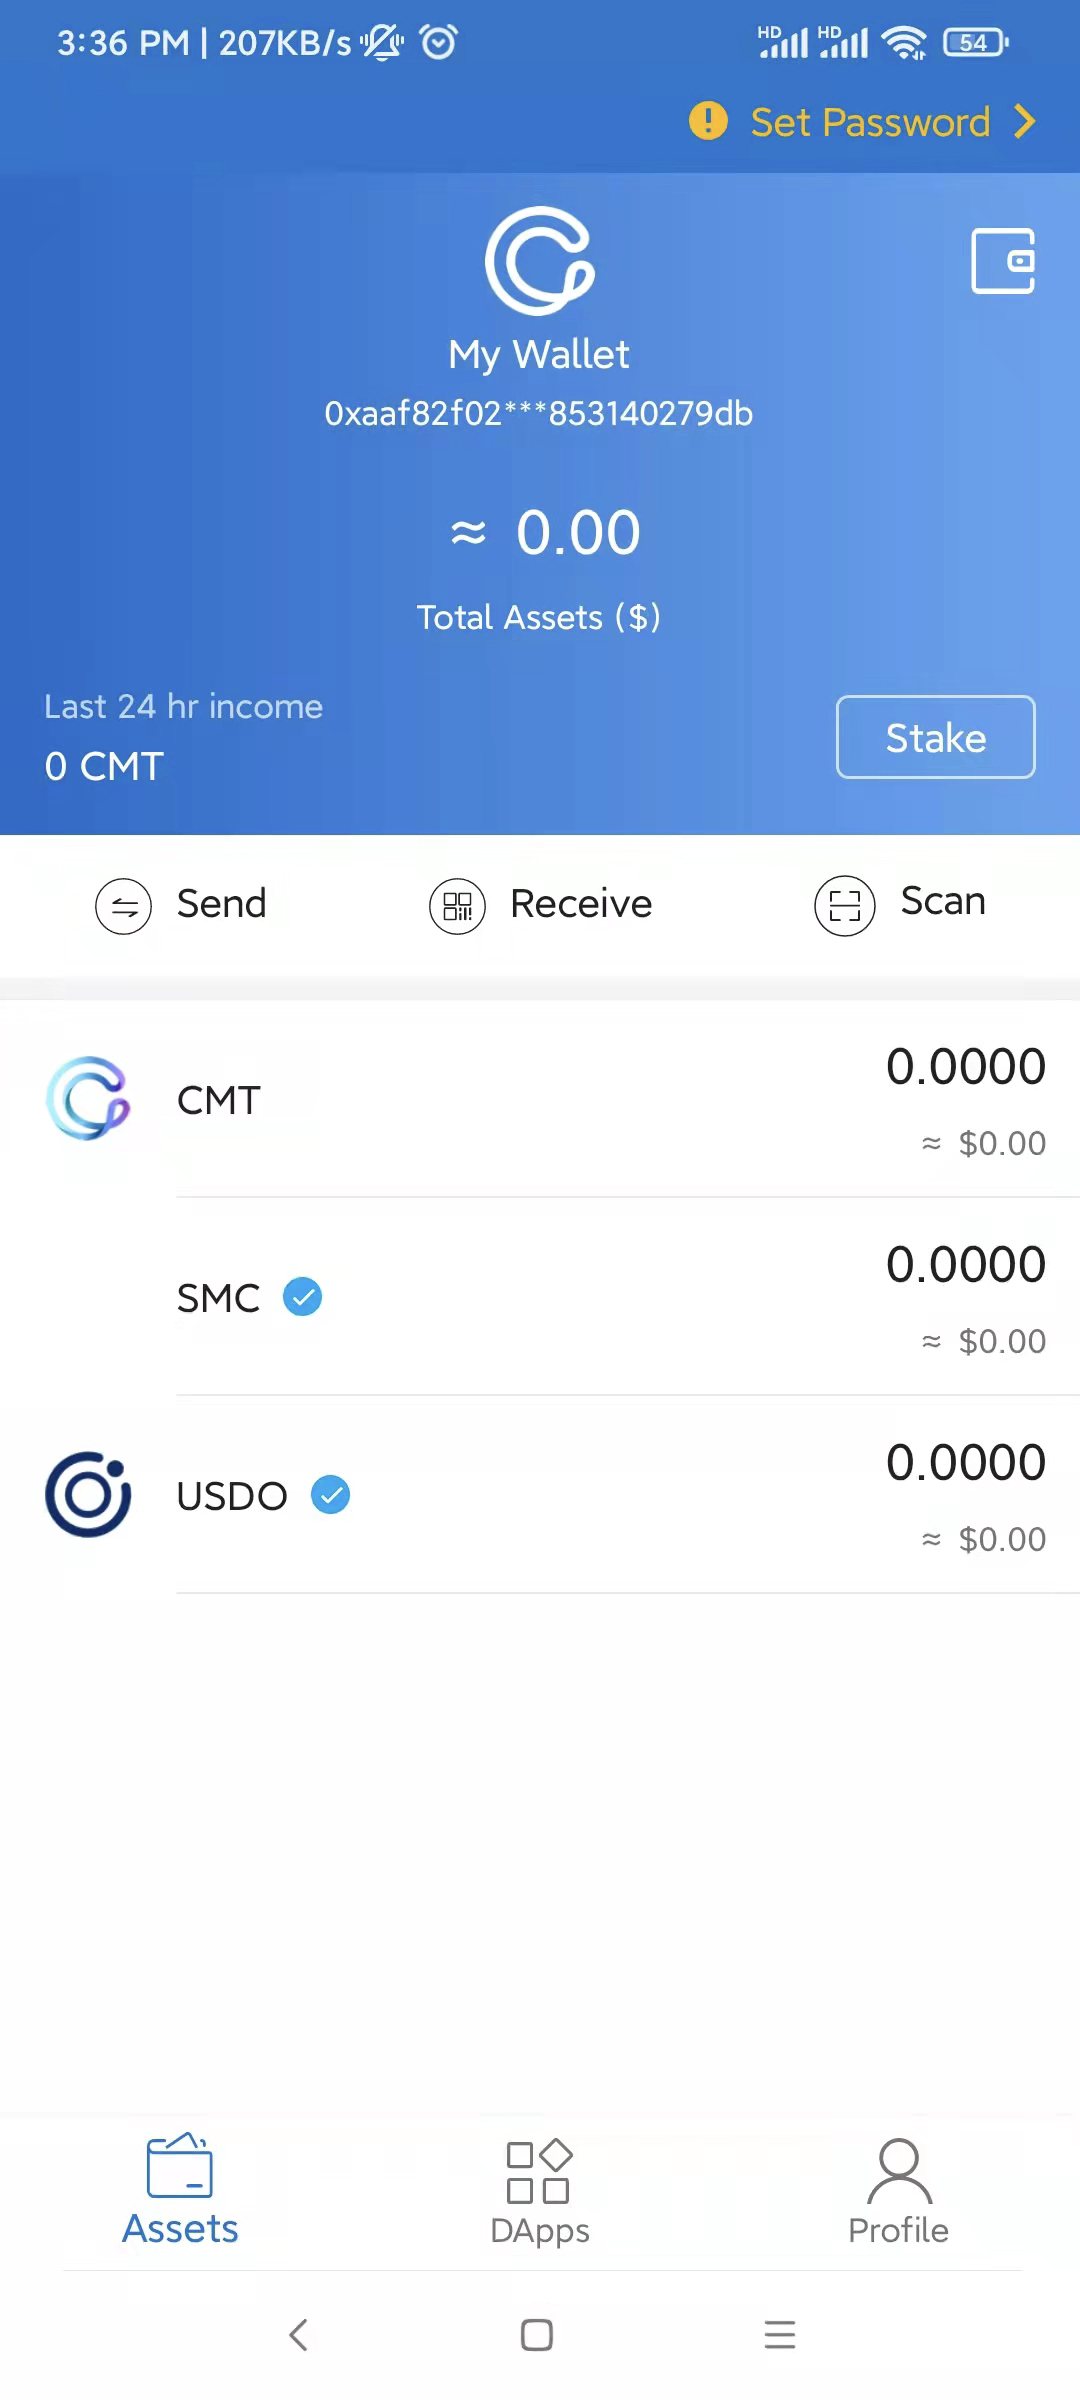 3:36 PM | 207KB/s HD HD 54
Set Password
My Wallet
0xaaf82f02***853140279db
≈ 0.00
Total Assets ($)
Last 24 hr income
0 CMT
Stake
Send Receive Scan
CMT 0.0000
≈ $0.00
SMC 0.0000
≈ $0.00
USDO 0.0000
≈ $0.00
Assets DApps Profile